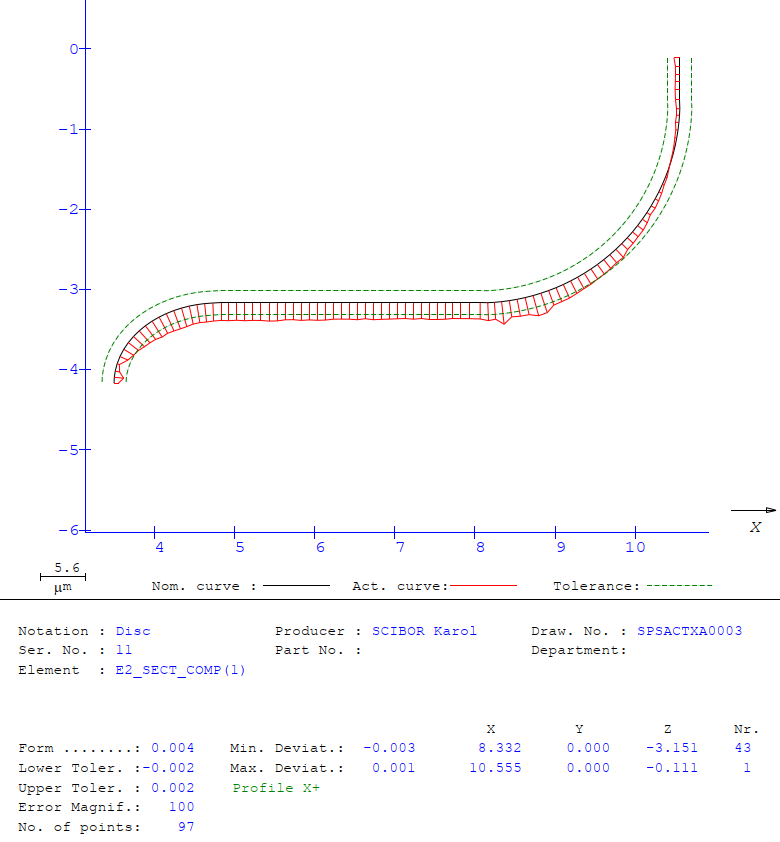 0
-1
-2
-3
-4
-5
-6
4 5 6 7 8 9 10
X
5.6
µm
Nom. curve : Act. curve: Tolerance:
Notation : Disc Producer : SCIBOR Karol Draw. No. : SPSACTXA0003
Ser. No. : 11 Part No. : Department:
Element : E2_SECT_COMP(1)
X Y Z Nr.
Form ........: 0.004 Min. Deviat.: -0.003 8.332 0.000 -3.151 43
Lower Toler. :-0.002 Max. Deviat.: 0.001 10.555 0.000 -0.111 1
Upper Toler. : 0.002 Profile X+
Error Magnif.: 100
No. of points: 97